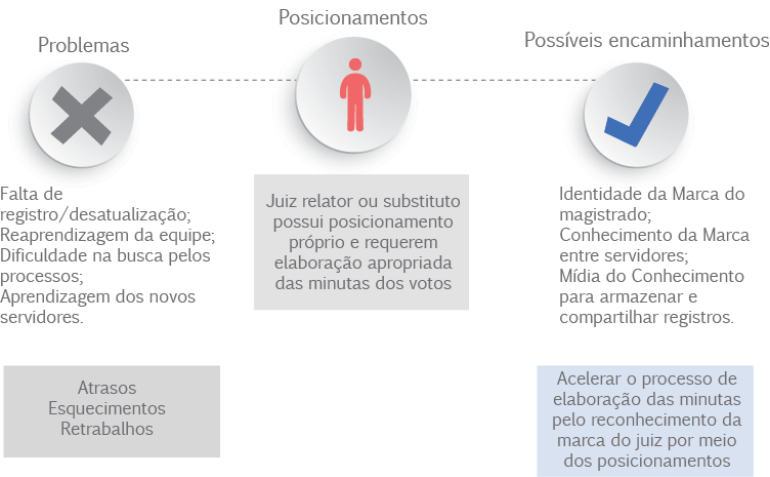 Problemas
Falta de
registro/desatualização;
Reaprendizagem da equipe;
Dificuldade na busca pelos
processos;
Aprendizagem dos novos
servidores.
Atrasos
Esquecimentos
Retrabalhos
Posicionamentos
Juiz relator ou substituto
possui posicionamento
próprio e requerem
elaboração apropriada
das minutas dos votos
Possíveis encaminhamentos
Identidade da Marca do
magistrado;
Conhecimento da Marca
entre servidores;
Mídia do Conhecimento
para armazenar e
compartilhar registros.
Acelerar o processo de
elaboração das minutas
pelo reconhecimento da
marca do juiz por meio
dos posicionamentos